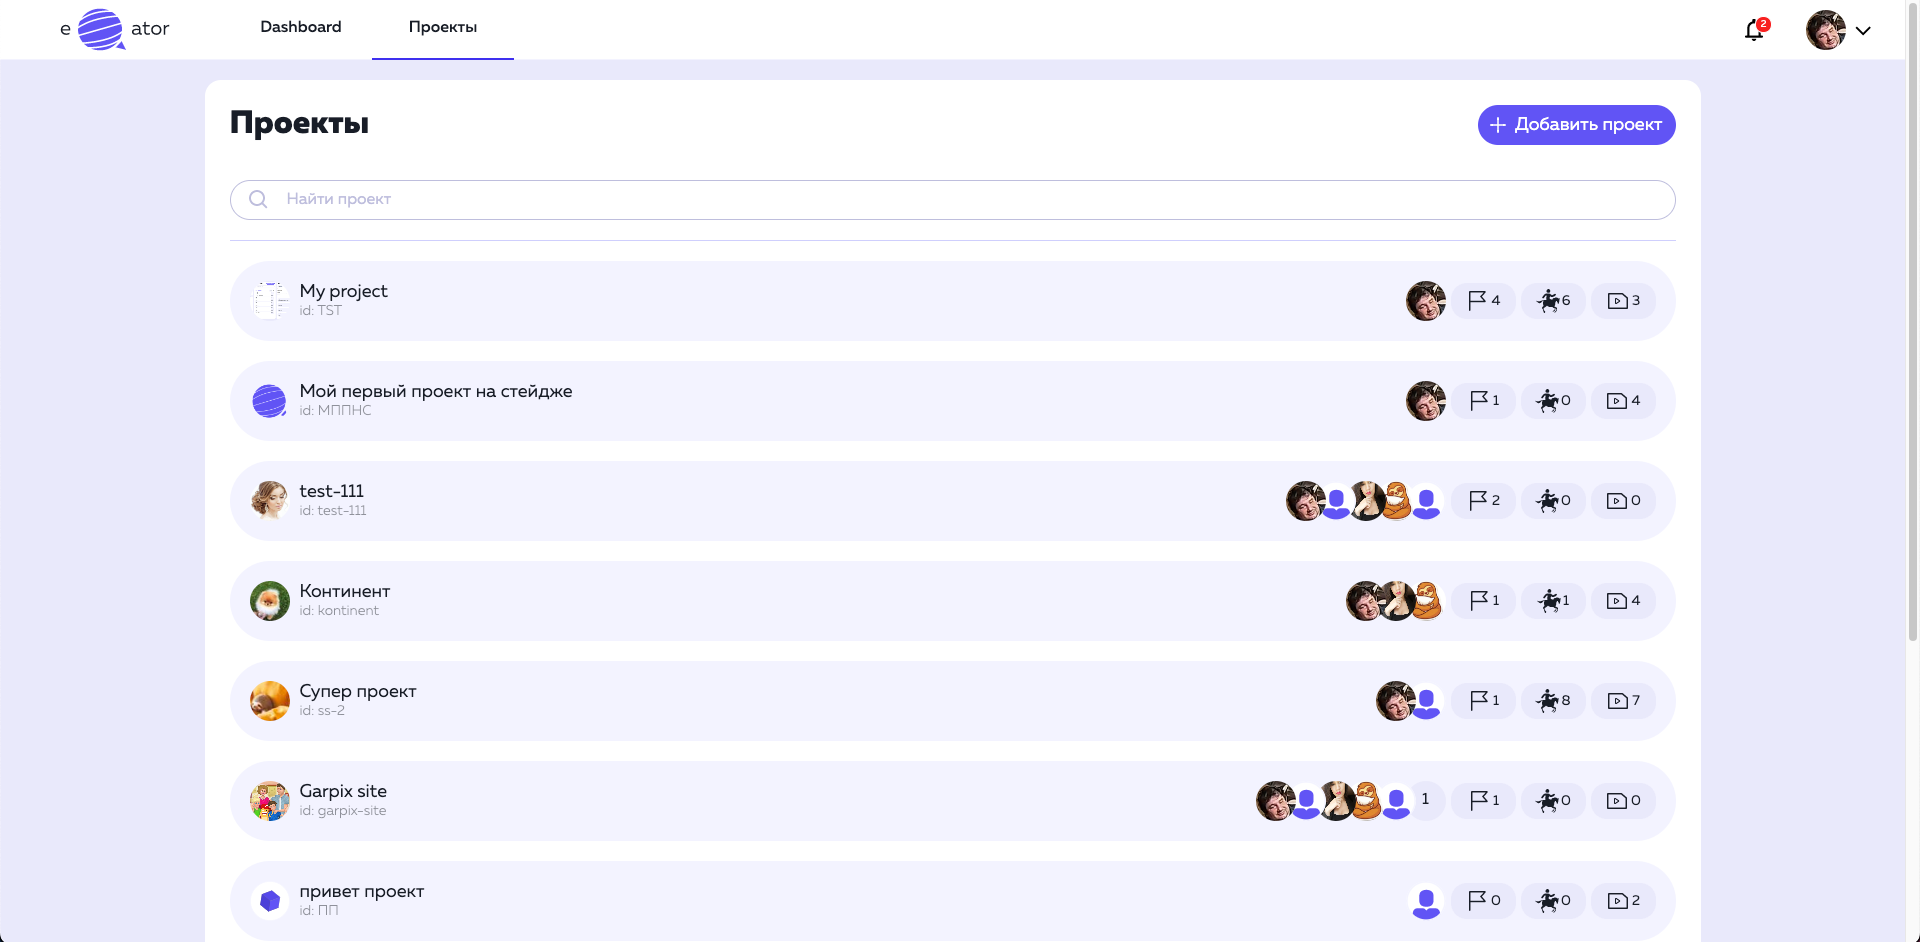 e ator
Dashboard
Проекты
2
Проекты
Добавить проект
Найти проект
My project
id: TST
4
6
3
Мой первый проект на стейдже
id: МППНС
1
0
4
test-111
id: test-111
2
0
0
Континент
id: kontinent
1
1
4
Супер проект
id: ss-2
1
8
7
Garpix site
id: garpix-site
1
1
0
0
привет проект
id: ПП
0
0
2